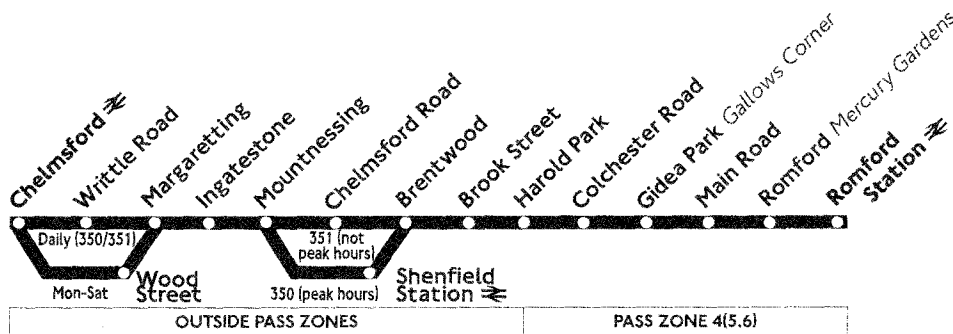 Chelmsford
Writtle Road
Margaretting
Ingatestone
Mountnessing
Chelmsford Road
Brentwood
Brook Street
Harold Park
Colchester Road
Gidea Park Gallows Corner
Main Road
Romford Mercury Gardens
Romford
Station
Daily (350/351)
Wood
Street
Mon-Sat
351 (not
peak hours)
350 (peak hours)
Shenfield
Station
OUTSIDE PASS ZONES
PASS ZONE 4(5,6)